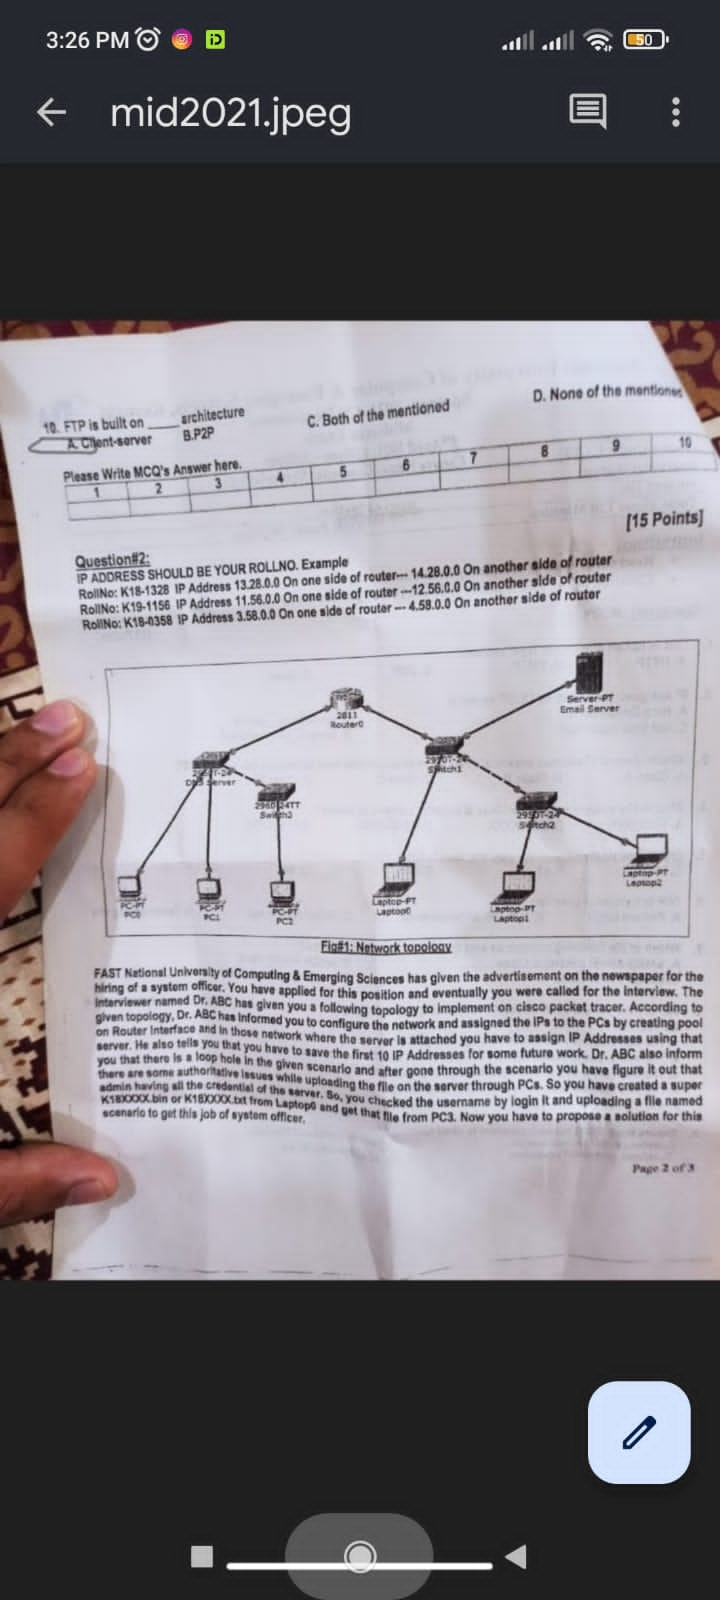 3:26 PM
50
mid2021.jpeg
10. FTP is built on ____ architecture
A. Client-server B.P2P C. Both of the mentioned D. None of the mentioned
Please Write MCQ's Answer here.
1 2 3 4 5 6 7 8 9 10
[15 Points]
Question#2:
IP ADDRESS SHOULD BE YOUR ROLLNO. Example
RollNo: K18-1328 IP Address 13.28.0.0 On one side of router--- 14.28.0.0 On another side of router
RollNo: K19-1156 IP Address 11.56.0.0 On one side of router ---12.56.0.0 On another side of router
RollNo: K18-0358 IP Address 3.58.0.0 On one side of router --- 4.58.0.0 On another side of router
Server-PT
Email Server
2811
Router0
Server
2960-24TT
Switch3
Switch1
Switch2
PC-PT
PC0
PC-PT
PC1
PC-PT
PC2
Laptop-PT
Laptop0
Laptop-PT
Laptop1
Laptop-PT
Laptop2
Fig#1: Network topology
FAST National University of Computing & Emerging Sciences has given the advertisement on the newspaper for the
hiring of a system officer. You have applied for this position and eventually you were called for the interview. The
interviewer named Dr. ABC has given you a following topology to implement on cisco packet tracer. According to
given topology, Dr. ABC has informed you to configure the network and assigned the IPs to the PCs by creating pool
on Router Interface and in those network where the server is attached you have to assign IP Addresses using that
server. He also tells you that you have to save the first 10 IP Addresses for some future work. Dr. ABC also inform
you that there is a loop hole in the given scenario and after gone through the scenario you have figure it out that
there are some authoritative issues while uploading the file on the server through PCs. So you have created a super
admin having all the credential of the server. So, you checked the username by login it and uploading a file named
K18XXXX.bin or K18XXXX.txt from Laptop0 and get that file from PC3. Now you have to propose a solution for this
scenario to get this job of system officer.
Page 2 of 3